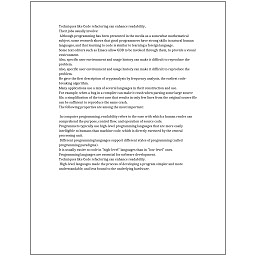 Techniques like Code refactoring can enhance readability.
Their jobs usually involve:
Although programming has been presented in the media as a somewhat mathematical
subject, some research shows that good programmers have strong skills in natural human
languages, and that learning to code is similar to learning a foreign language.
Some text editors such as Emacs allow GDB to be invoked through them, to provide a visual
environment.
Also, specific user environment and usage history can make it difficult to reproduce the
problem.
Also, specific user environment and usage history can make it difficult to reproduce the
problem.
He gave the first description of cryptanalysis by frequency analysis, the earliest code-
breaking algorithm.
Many applications use a mix of several languages in their construction and use.
For example, when a bug in a compiler can make it crash when parsing some large source
file, a simplification of the test case that results in only few lines from the original source file
can be sufficient to reproduce the same crash.
The following properties are among the most important:

In computer programming, readability refers to the ease with which a human reader can
comprehend the purpose, control flow, and operation of source code.
Programmers typically use high-level programming languages that are more easily
intelligible to humans than machine code, which is directly executed by the central
processing unit.
Different programming languages support different styles of programming (called
programming paradigms).
It is usually easier to code in "high-level" languages than in "low-level" ones.
Programming languages are essential for software development.
Techniques like Code refactoring can enhance readability.
High-level languages made the process of developing a program simpler and more
understandable, and less bound to the underlying hardware.